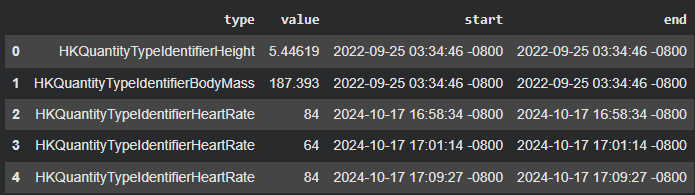 type value start end
0 HKQuantityTypeIdentifierHeight 5.44619 2022-09-25 03:34:46 -0800 2022-09-25 03:34:46 -0800
1 HKQuantityTypeIdentifierBodyMass 187.393 2022-09-25 03:34:46 -0800 2022-09-25 03:34:46 -0800
2 HKQuantityTypeIdentifierHeartRate 84 2024-10-17 16:58:34 -0800 2024-10-17 16:58:34 -0800
3 HKQuantityTypeIdentifierHeartRate 64 2024-10-17 17:01:14 -0800 2024-10-17 17:01:14 -0800
4 HKQuantityTypeIdentifierHeartRate 84 2024-10-17 17:09:27 -0800 2024-10-17 17:09:27 -0800